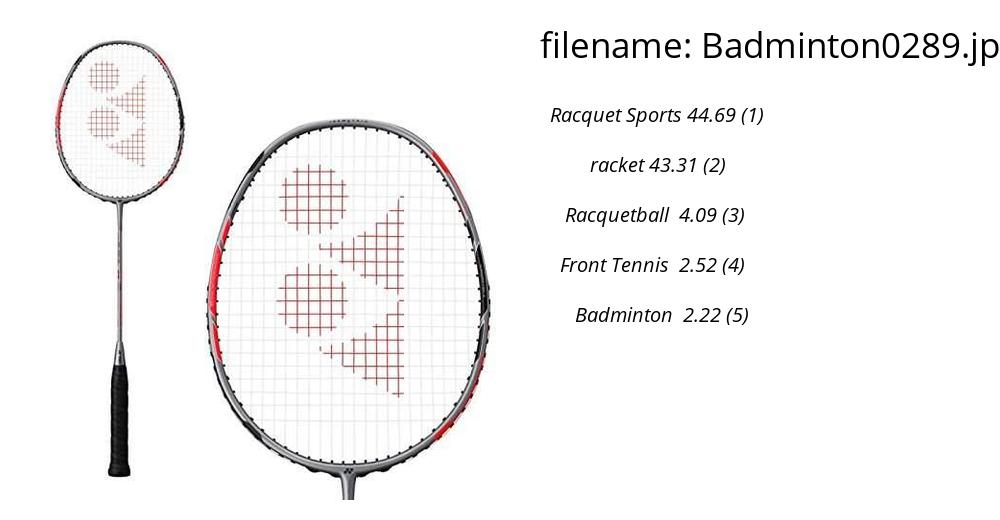 filename: Badminton0289.jp
Racquet Sports 44.69 (1)
racket 43.31 (2)
Racquetball 4.09 (3)
Front Tennis 2.52 (4)
Badminton 2.22 (5)